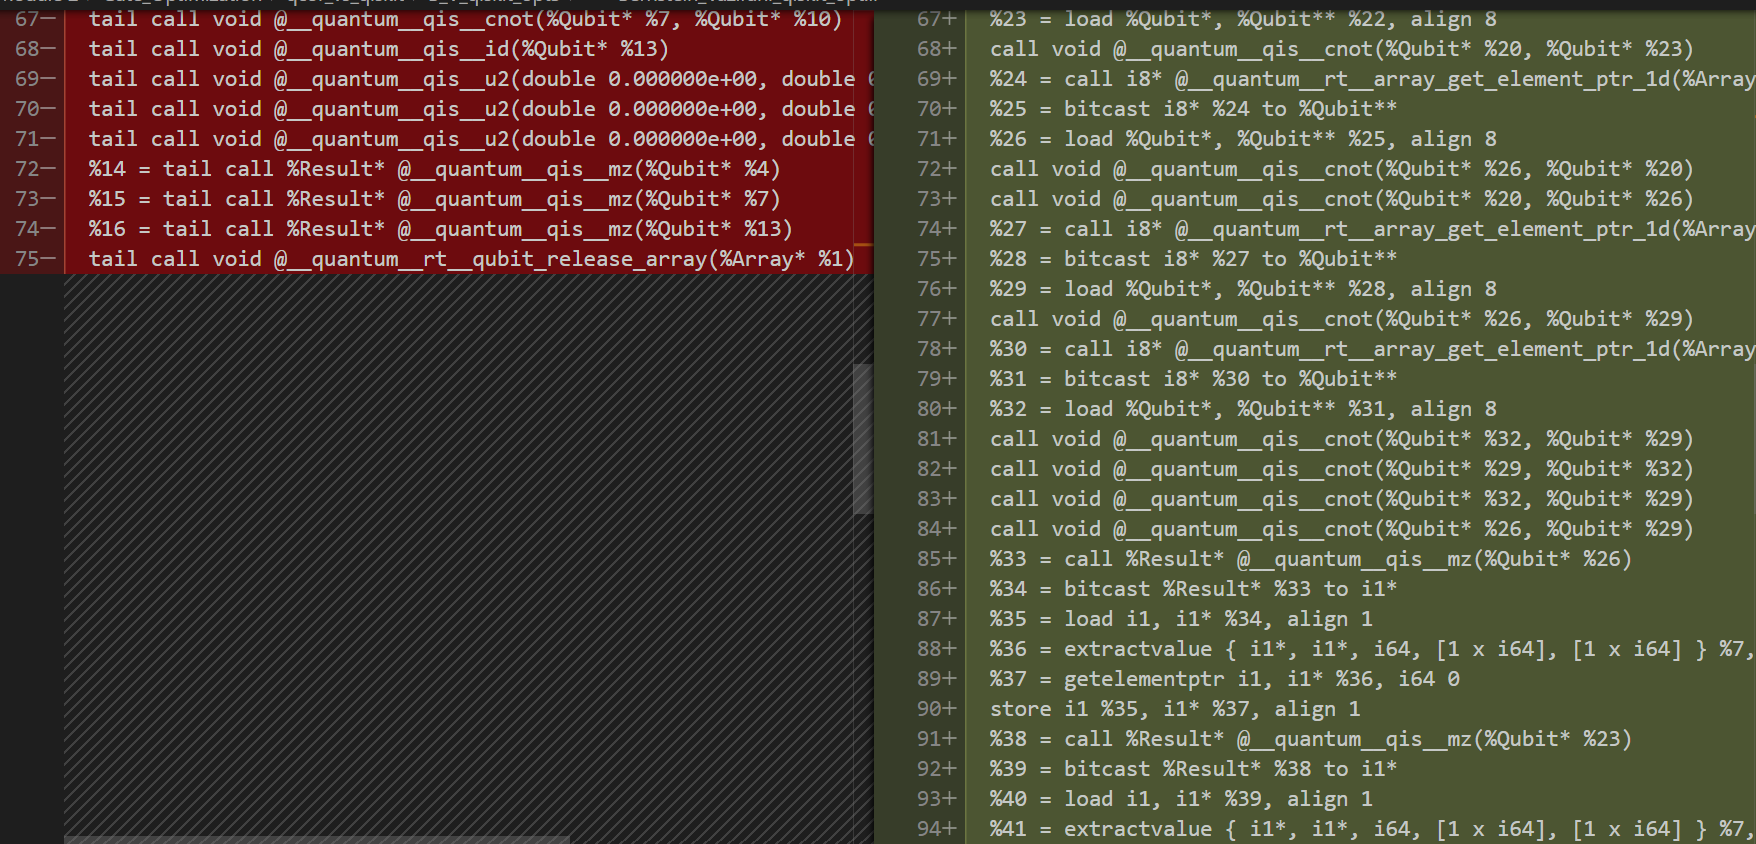 67− tail call void @__quantum__qis__cnot(%Qubit* %7, %Qubit* %10)
68− tail call void @__quantum__qis__id(%Qubit* %13)
69− tail call void @__quantum__qis__u2(double 0.000000e+00, double
70− tail call void @__quantum__qis__u2(double 0.000000e+00, double
71− tail call void @__quantum__qis__u2(double 0.000000e+00, double
72− %14 = tail call %Result* @__quantum__qis__mz(%Qubit* %4)
73− %15 = tail call %Result* @__quantum__qis__mz(%Qubit* %7)
74− %16 = tail call %Result* @__quantum__qis__mz(%Qubit* %13)
75− tail call void @__quantum__rt__qubit_release_array(%Array* %1)
67+ %23 = load %Qubit*, %Qubit** %22, align 8
68+ call void @__quantum__qis__cnot(%Qubit* %20, %Qubit* %23)
69+ %24 = call i8* @__quantum__rt__array_get_element_ptr_1d(%Array
70+ %25 = bitcast i8* %24 to %Qubit**
71+ %26 = load %Qubit*, %Qubit** %25, align 8
72+ call void @__quantum__qis__cnot(%Qubit* %26, %Qubit* %20)
73+ call void @__quantum__qis__cnot(%Qubit* %20, %Qubit* %26)
74+ %27 = call i8* @__quantum__rt__array_get_element_ptr_1d(%Array
75+ %28 = bitcast i8* %27 to %Qubit**
76+ %29 = load %Qubit*, %Qubit** %28, align 8
77+ call void @__quantum__qis__cnot(%Qubit* %26, %Qubit* %29)
78+ %30 = call i8* @__quantum__rt__array_get_element_ptr_1d(%Array
79+ %31 = bitcast i8* %30 to %Qubit**
80+ %32 = load %Qubit*, %Qubit** %31, align 8
81+ call void @__quantum__qis__cnot(%Qubit* %32, %Qubit* %29)
82+ call void @__quantum__qis__cnot(%Qubit* %29, %Qubit* %32)
83+ call void @__quantum__qis__cnot(%Qubit* %32, %Qubit* %29)
84+ call void @__quantum__qis__cnot(%Qubit* %26, %Qubit* %29)
85+ %33 = call %Result* @__quantum__qis__mz(%Qubit* %26)
86+ %34 = bitcast %Result* %33 to i1*
87+ %35 = load i1, i1* %34, align 1
88+ %36 = extractvalue { i1*, i1*, i64, [1 x i64], [1 x i64] } %7,
89+ %37 = getelementptr i1, i1* %36, i64 0
90+ store i1 %35, i1* %37, align 1
91+ %38 = call %Result* @__quantum__qis__mz(%Qubit* %23)
92+ %39 = bitcast %Result* %38 to i1*
93+ %40 = load i1, i1* %39, align 1
94+ %41 = extractvalue { i1*, i1*, i64, [1 x i64], [1 x i64] } %7,